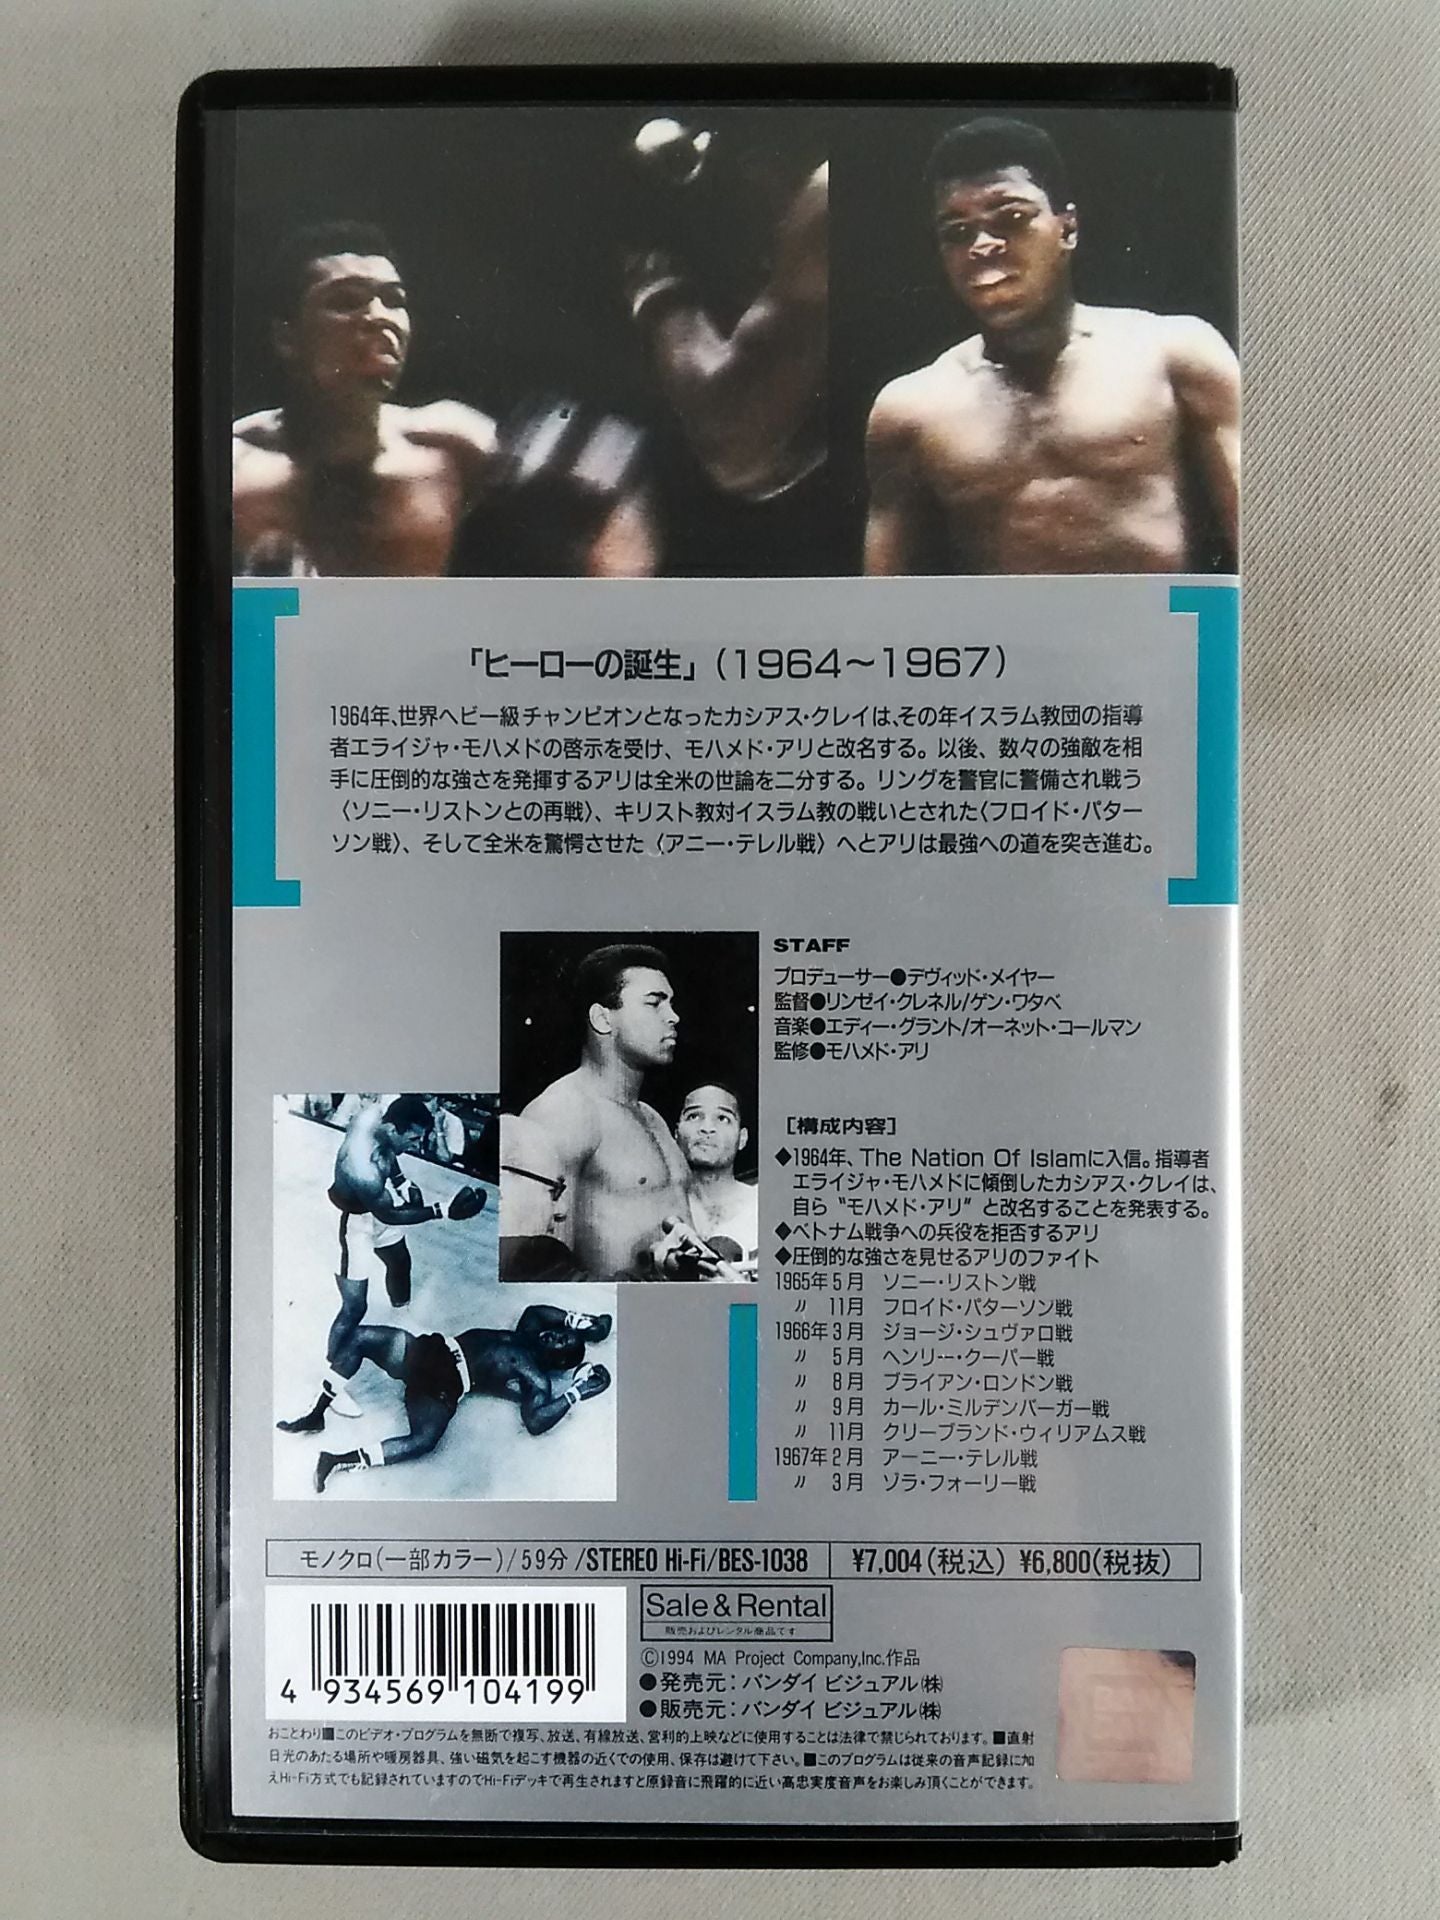 「ヒーローの誕生」(1964〜1967)
1964年、世界ヘビー級チャンピオンとなったカシアス・クレイは、その年イスラム教団の指導
者エライジャ・モハメドの啓示を受け、モハメド・アリと改名する。以後、数々の強敵を相
手に圧倒的な強さを発揮するアリは全米の世論を二分する。リングを警官に警備され戦う
〈ソニー・リストンとの再戦〉、キリスト教対イスラム教の戦いとされた〈フロイド・パター
ソン戦〉、そして全米を驚愕させた〈アニー・テレル戦〉へとアリは最強への道を突き進む。
STAFF
プロデューサー●デヴィッド・メイヤー
監督●リンゼイ・クレネル/ゲン・ワタベ
音楽●エディー・グラント/オーネット・コールマン
監修●モハメド・アリ
[構成内容]
◆1964年、The Nation Of Islamに入信。指導者
エライジャ・モハメドに傾倒したカシアス・クレイは、
自ら〝モハメド・アリ〟と改名することを発表する。
◆ベトナム戦争への兵役を拒否するアリ
◆圧倒的な強さを見せるアリのファイト
1965年5月 ソニー・リストン戦
〃 11月 フロイド・パターソン戦
1966年3月 ジョージ・シュヴァロ戦
〃 5月 ヘンリー・クーパー戦
〃 8月 ブライアン・ロンドン戦
〃 9月 カール・ミルデンバーガー戦
〃 11月 クリーブランド・ウィリアムス戦
1967年2月 アーニー・テレル戦
〃 3月 ゾラ・フォーリー戦
モノクロ(一部カラー)/59分/STEREO Hi-Fi/BES-1038 ¥7,004(税込) ¥6,800(税抜)
Sale & Rental
販売およびレンタル商品です
4 934569 104199
©1994 MA Project Company,Inc.作品
●発売元:バンダイ ビジュアル(株)
●販売元:バンダイ ビジュアル(株)
おことわり■このビデオ・プログラムを無断で複写、放送、有線放送、営利的上映などに使用することは法律で禁じられております。■直射
日光のあたる場所や暖房器具、強い磁気を起こす機器の近くでの使用、保存は避けて下さい。■このプログラムは従来の音声記録に加
えHi-Fi方式でも記録されていますのでHi-Fiデッキで再生されますと原録音に飛躍的に近い高忠実度音声をお楽しみ頂くことができます。